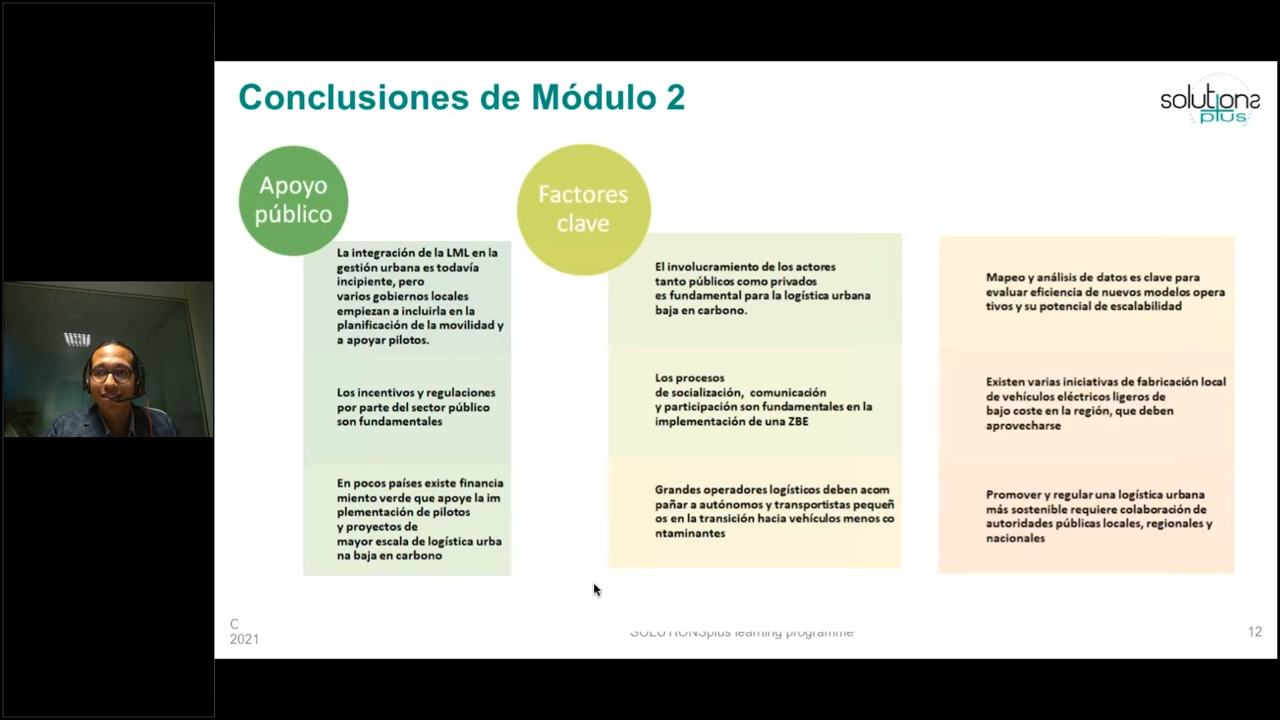 Conclusiones de Módulo 2
solutions
plus
Apoyo
público
La integración de la LML en la
gestión urbana es todavía
incipiente, pero
varios gobiernos locales
empiezan a incluirla en la
planificación de la movilidad y
a apoyar pilotos.
Los incentivos y regulaciones
por parte del sector público
son fundamentales
En pocos países existe financia
miento verde que apoye la im
plementación de pilotos
y proyectos de
mayor escala de logística urba
na baja en carbono
Factores
clave
El involucramiento de los actores
tanto públicos como privados
es fundamental para la logística urbana
baja en carbono.
Los procesos
de socialización, comunicación
y participación son fundamentales en la
implementación de una ZBE
Grandes operadores logísticos deben acom
pañar a autónomos y transportistas pequeñ
os en la transición hacia vehículos menos co
ntaminantes
Mapeo y análisis de datos es clave para
evaluar eficiencia de nuevos modelos opera
tivos y su potencial de escalabilidad
Existen varias iniciativas de fabricación local
de vehículos eléctricos ligeros de
bajo coste en la región, que deben
aprovecharse
Promover y regular una logística urbana
más sostenible requiere colaboración de
autoridades públicas locales, regionales y
nacionales
C
2021
SOLUTIONSplus learning programme
12